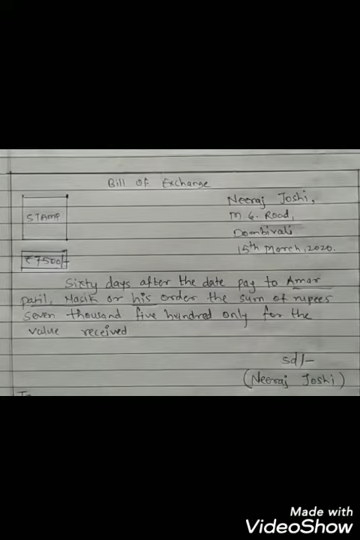 Bill Of Exchange
Neeraj Joshi,
M G. Road,
STAMP
Dombivali
15th March, 2020.
₹7500/-
Sixty days after the date pay to Amar
patil, Nasik or his order the sum of rupees
seven thousand five hundred only for the
value received
sd/-
(Neeraj Joshi)
To
Made with
VideoShow